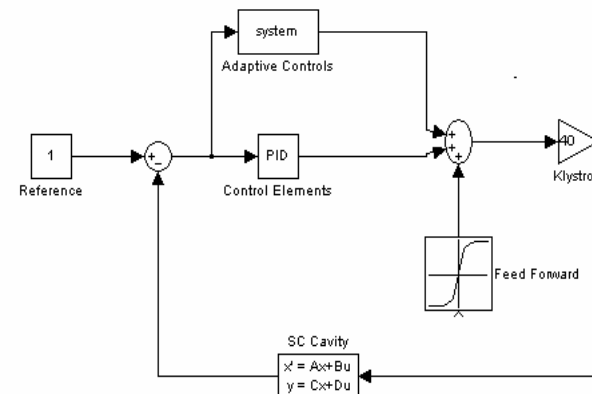 system
Adaptive Controls
1
Reference
+
−
PID
Control Elements
+
+
+
40
Klystro
Feed Forward
SC Cavity
x' = Ax+Bu
y = Cx+Du